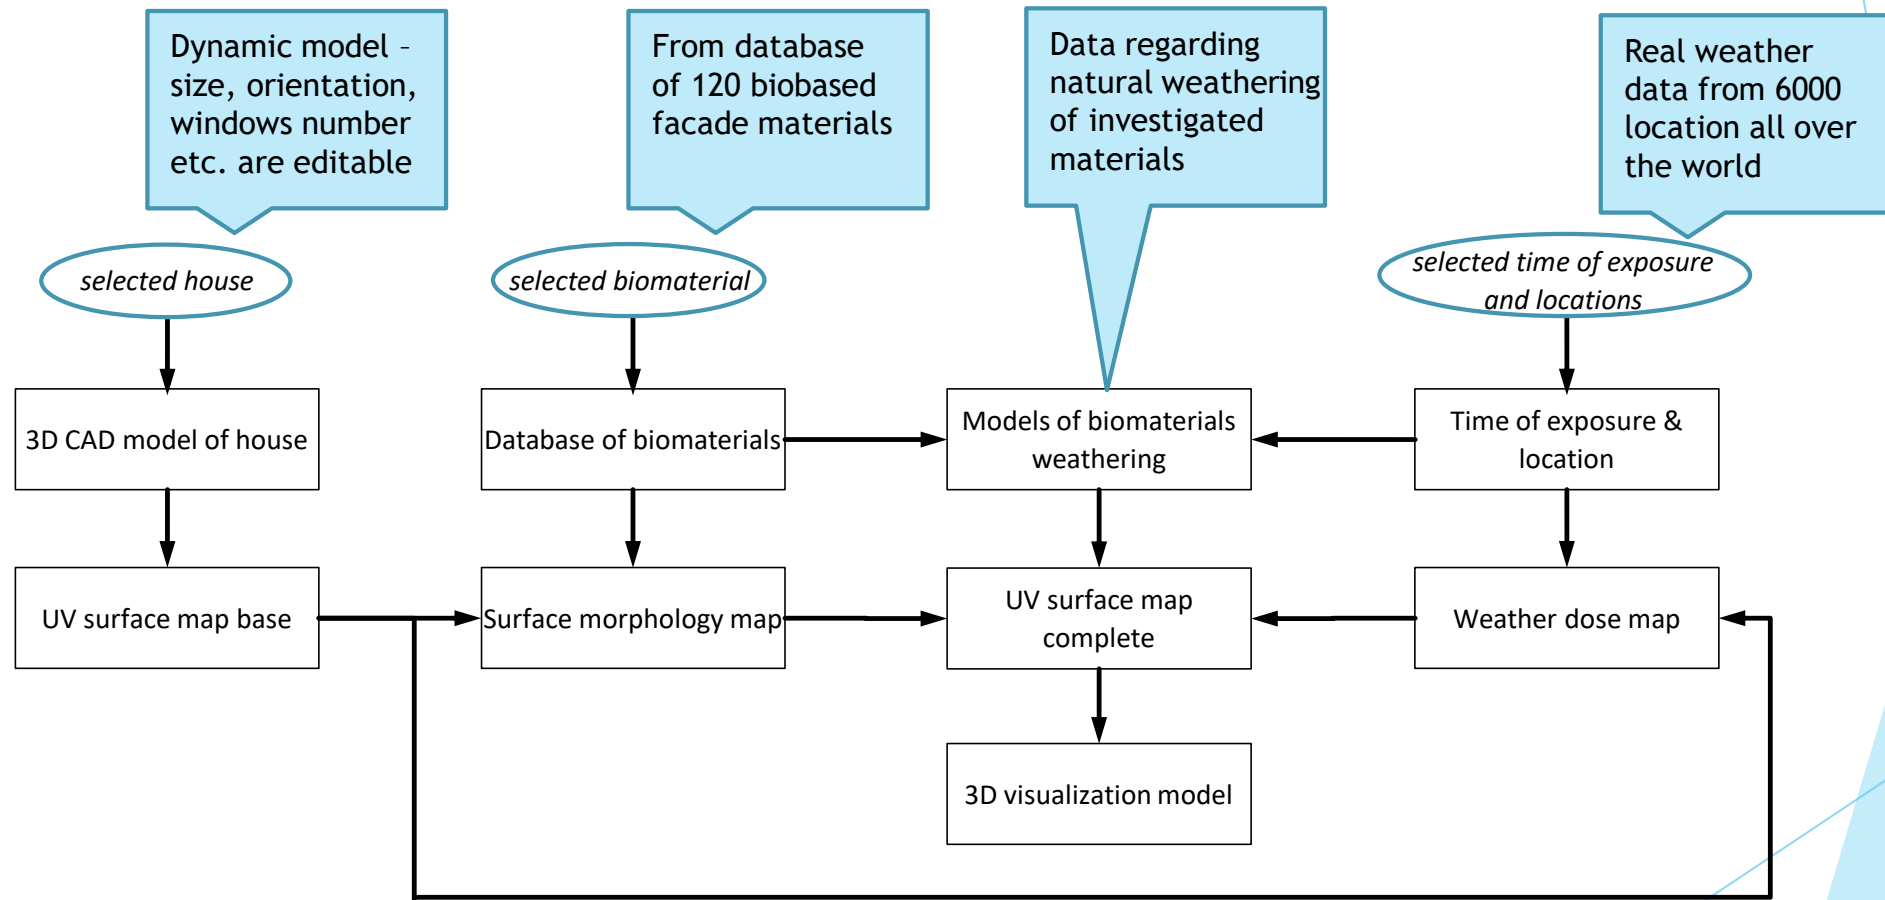 Dynamic model –
size, orientation,
windows number
etc. are editable
From database
of 120 biobased
facade materials
Data regarding
natural weathering
of investigated
materials
Real weather
data from 6000
location all over
the world
selected house
selected biomaterial
selected time of exposure
and locations
3D CAD model of house
Database of biomaterials
Models of biomaterials
weathering
Time of exposure &
location
UV surface map base
Surface morphology map
UV surface map
complete
Weather dose map
3D visualization model